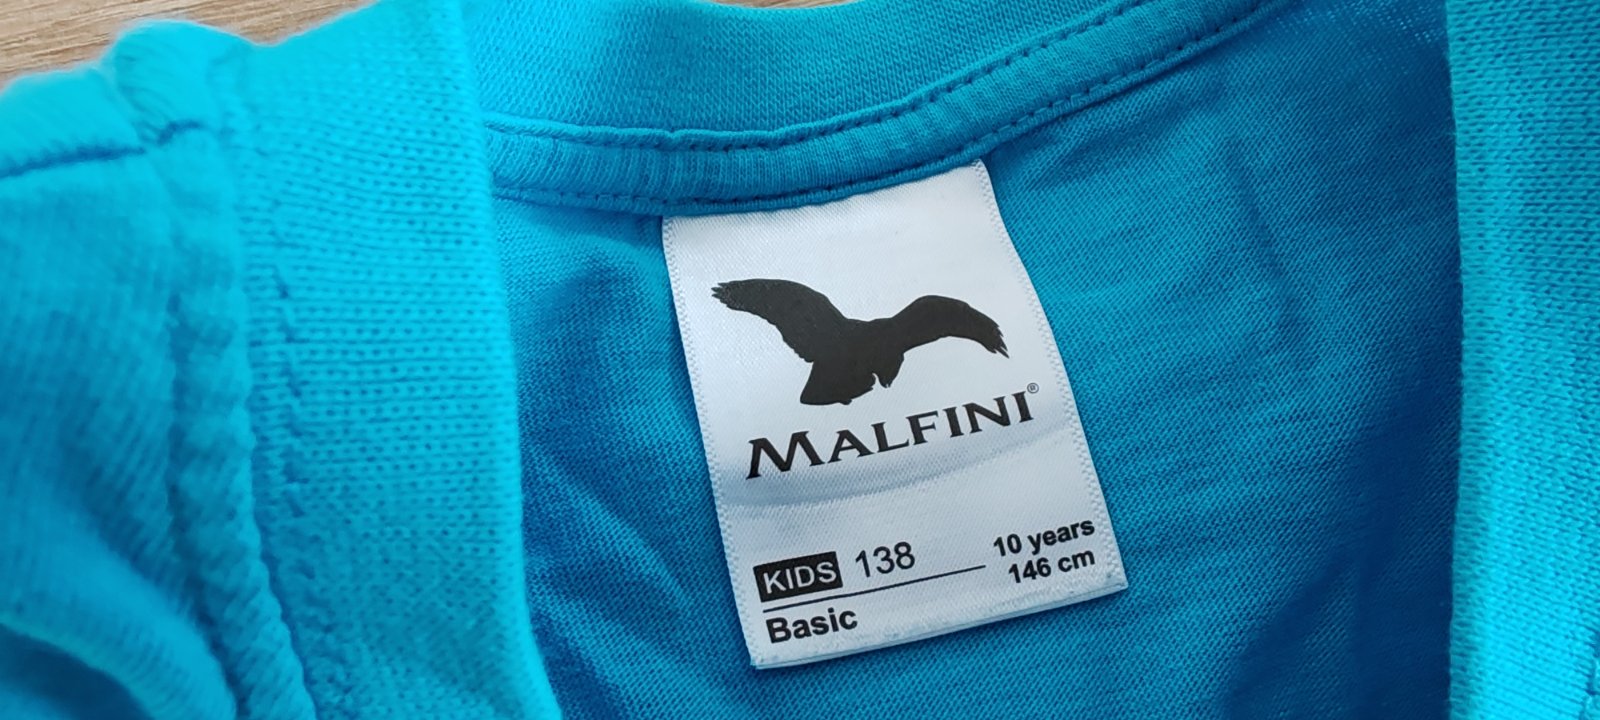 MALFINI®
KIDS 138
10 years
146 cm
Basic